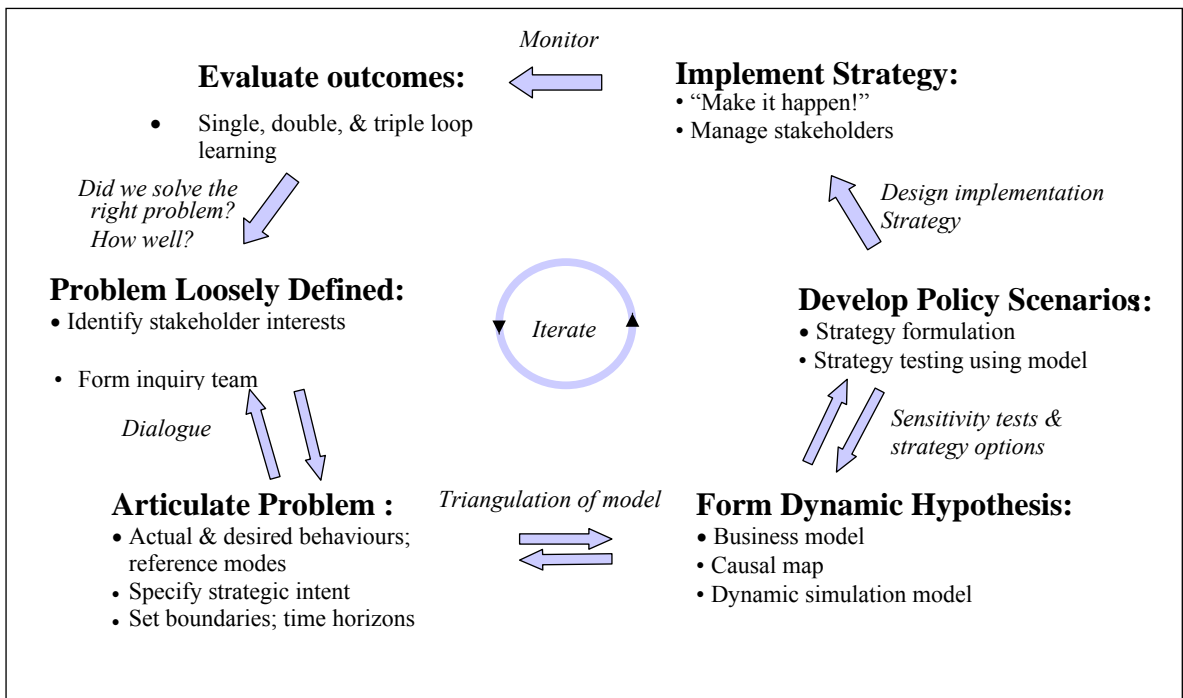 Monitor
Evaluate outcomes:
• Single, double, & triple loop
learning
Implement Strategy:
• “Make it happen!”
• Manage stakeholders
Did we solve the
right problem?
How well?
Design implementation
Strategy
Problem Loosely Defined:
• Identify stakeholder interests
• Form inquiry team
Iterate
Develop Policy Scenarios:
• Strategy formulation
• Strategy testing using model
Dialogue
Sensitivity tests &
strategy options
Articulate Problem :
• Actual & desired behaviours;
reference modes
• Specify strategic intent
• Set boundaries; time horizons
Triangulation of model
Form Dynamic Hypothesis:
• Business model
• Causal map
• Dynamic simulation model